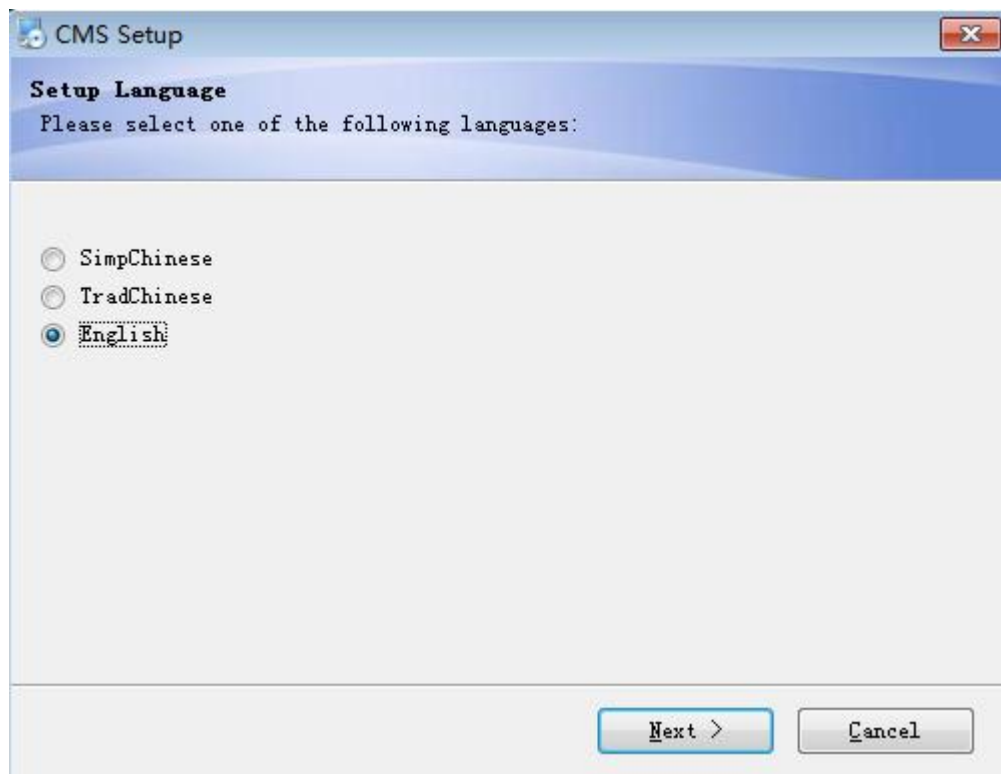 CMS Setup
Setup Language
Please select one of the following languages:
SimpChinese
TradChinese
English
Next >
Cancel